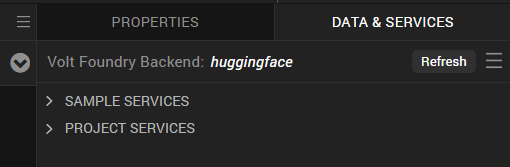 PROPERTIES
DATA & SERVICES
Volt Foundry Backend: huggingface
Refresh
SAMPLE SERVICES
PROJECT SERVICES